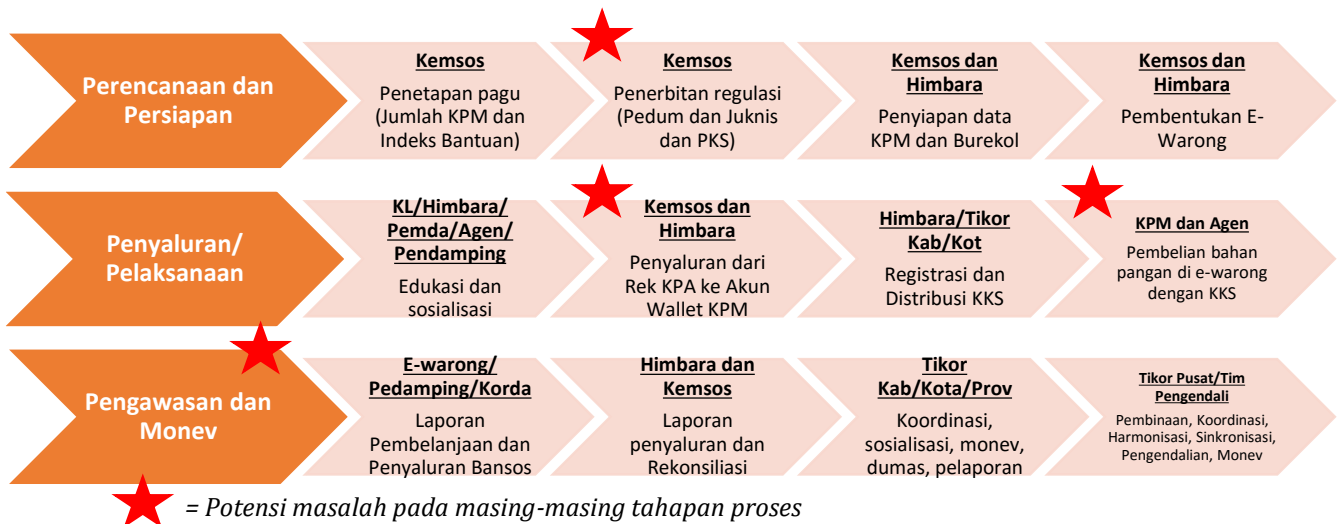 Perencanaan dan
Persiapan
Kemsos
Penetapan pagu
(Jumlah KPM dan
Indeks Bantuan)
Kemsos
Penerbitan regulasi
(Pedum dan Juknis
dan PKS)
Kemsos dan
Himbara
Penyiapan data
KPM dan Burekol
Kemsos dan
Himbara
Pembentukan E-
Warong
Penyaluran/
Pelaksanaan
KL/Himbara/
Pemda/Agen/
Pendamping
Edukasi dan
sosialisasi
Kemsos dan
Himbara
Penyaluran dari
Rek KPA ke Akun
Wallet KPM
Himbara/Tikor
Kab/Kot
Registrasi dan
Distribusi KKS
KPM dan Agen
Pembelian bahan
pangan di e-warong
dengan KKS
Pengawasan dan
Monev
E-warong/
Pedamping/Korda
Laporan
Pembelanjaan dan
Penyaluran Bansos
Himbara dan
Kemsos
Laporan
penyaluran dan
Rekonsiliasi
Tikor
Kab/Kota/Prov
Koordinasi,
sosialisasi, monev,
dumas, pelaporan
Tikor Pusat/Tim
Pengendali
Pembinaan, Koordinasi,
Harmonisasi, Sinkronisasi,
Pengendalian, Monev
= Potensi masalah pada masing-masing tahapan proses